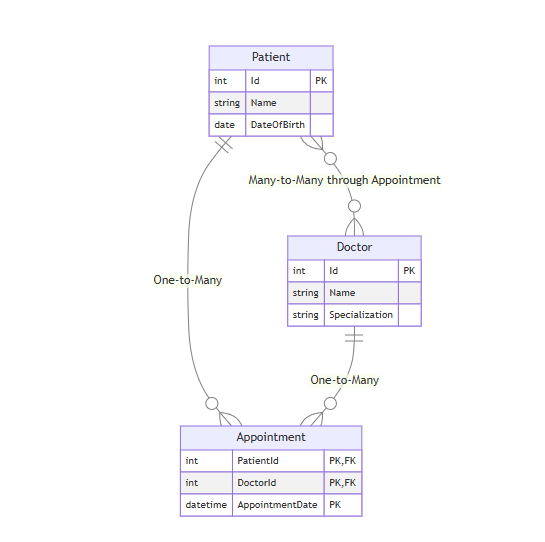 Patient
int Id PK
string Name
date DateOfBirth
Many-to-Many through Appointment
Doctor
int Id PK
string Name
string Specialization
One-to-Many
One-to-Many
Appointment
int PatientId PK,FK
int DoctorId PK,FK
datetime AppointmentDate PK